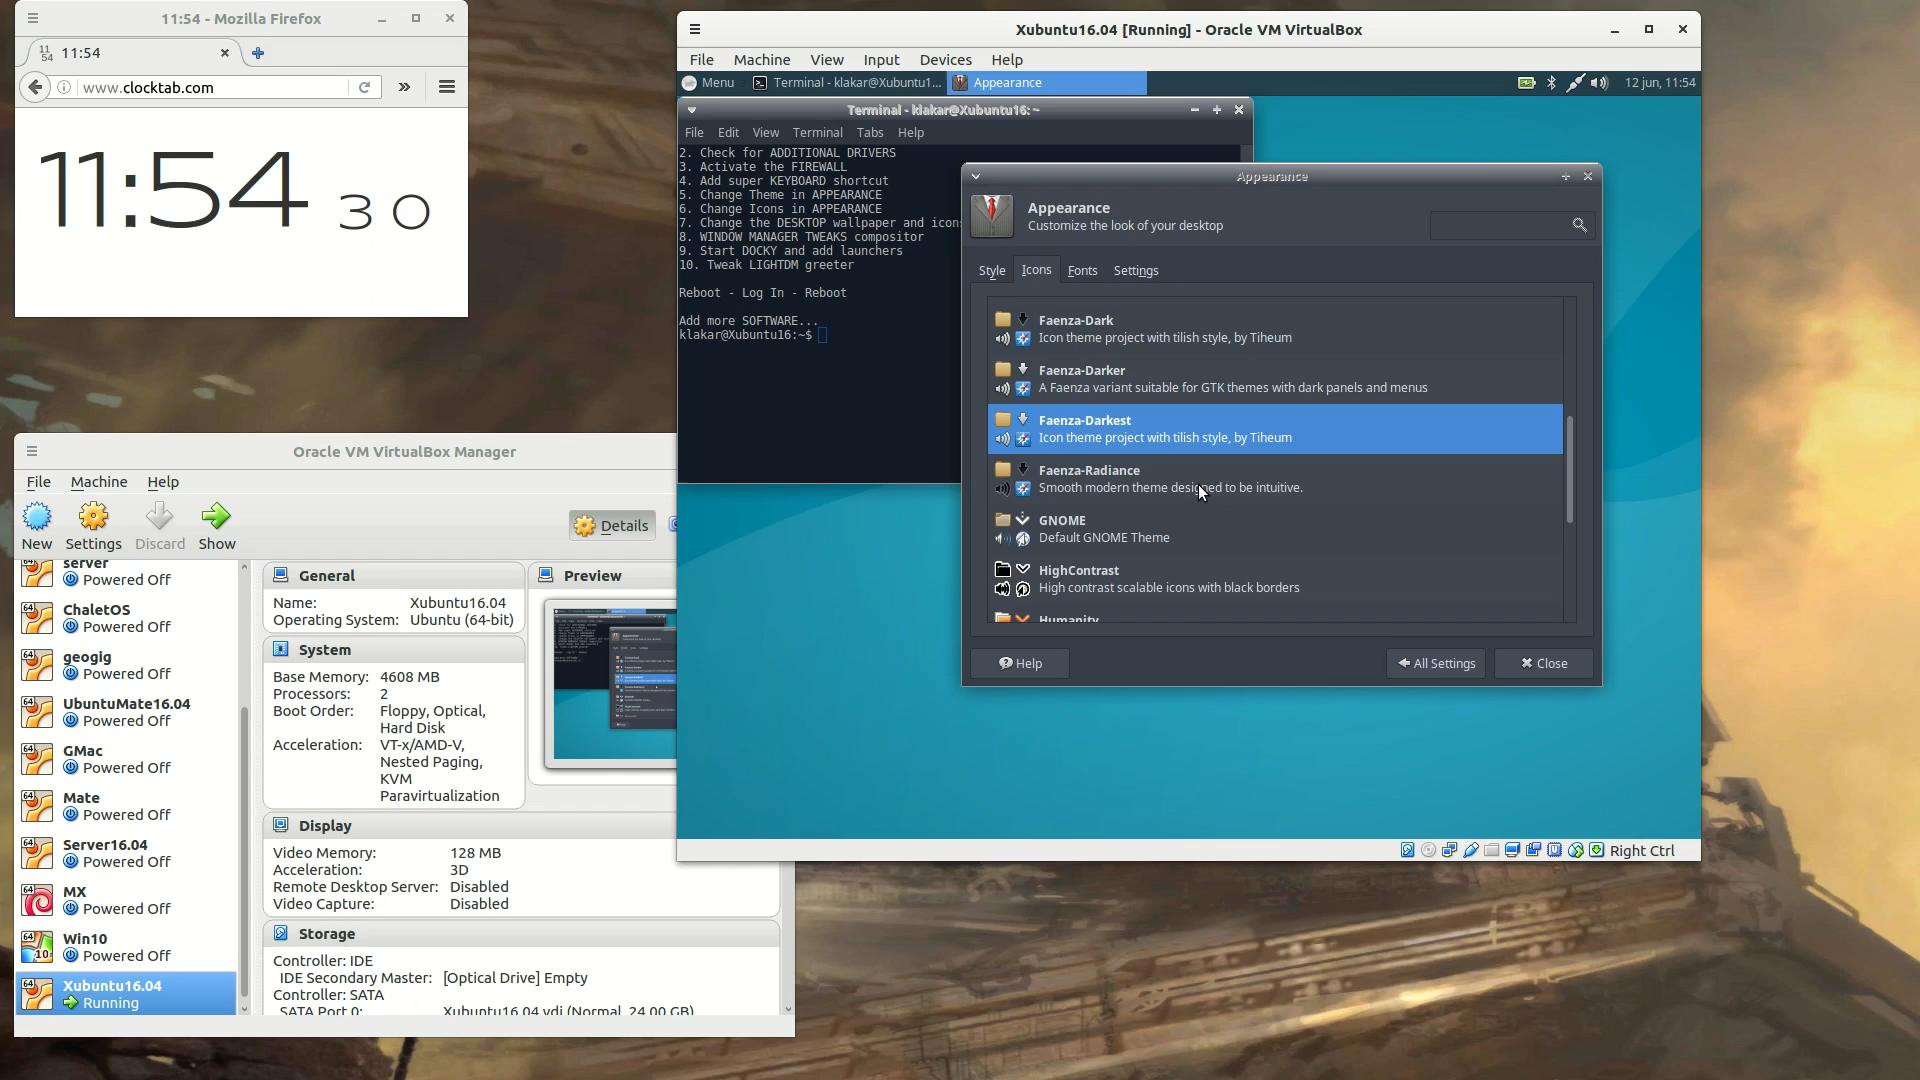 11:54 - Mozilla Firefox
11
54
11:54
www.clocktab.com
11:54 30
Oracle VM VirtualBox Manager
File Machine Help
New Settings Discard Show
Details
server
Powered Off
ChaletOS
Powered Off
geogig
Powered Off
UbuntuMate16.04
Powered Off
GMac
Powered Off
Mate
Powered Off
Server16.04
Powered Off
MX
Powered Off
Win10
Powered Off
Xubuntu16.04
Running
General
Name: Xubuntu16.04
Operating System: Ubuntu (64-bit)
System
Base Memory: 4608 MB
Processors: 2
Boot Order: Floppy, Optical,
Hard Disk
Acceleration: VT-x/AMD-V,
Nested Paging,
KVM
Paravirtualization
Preview
Display
Video Memory: 128 MB
Acceleration: 3D
Remote Desktop Server: Disabled
Video Capture: Disabled
Storage
Controller: IDE
IDE Secondary Master: [Optical Drive] Empty
Controller: SATA
SATA Port 0: Xubuntu16.04.vdi (Normal, 24,00 GB)
Xubuntu16.04 [Running] - Oracle VM VirtualBox
File Machine View Input Devices Help
Menu Terminal - klakar@Xubuntu1... Appearance 12 jun, 11:54
Terminal - klakar@Xubuntu16: ~
File Edit View Terminal Tabs Help
2. Check for ADDITIONAL DRIVERS
3. Activate the FIREWALL
4. Add super KEYBOARD shortcut
5. Change Theme in APPEARANCE
6. Change Icons in APPEARANCE
7. Change the DESKTOP wallpaper and icon
8. WINDOW MANAGER TWEAKS compositor
9. Start DOCKY and add launchers
10. Tweak LIGHTDM greeter
Reboot - Log In - Reboot
Add more SOFTWARE...
klakar@Xubuntu16:~$
Appearance
Appearance
Customize the look of your desktop
Style Icons Fonts Settings
Faenza-Dark
Icon theme project with tilish style, by Tiheum
Faenza-Darker
A Faenza variant suitable for GTK themes with dark panels and menus
Faenza-Darkest
Icon theme project with tilish style, by Tiheum
Faenza-Radiance
Smooth modern theme designed to be intuitive.
GNOME
Default GNOME Theme
HighContrast
High contrast scalable icons with black borders
Humanity
Help All Settings Close
Right Ctrl